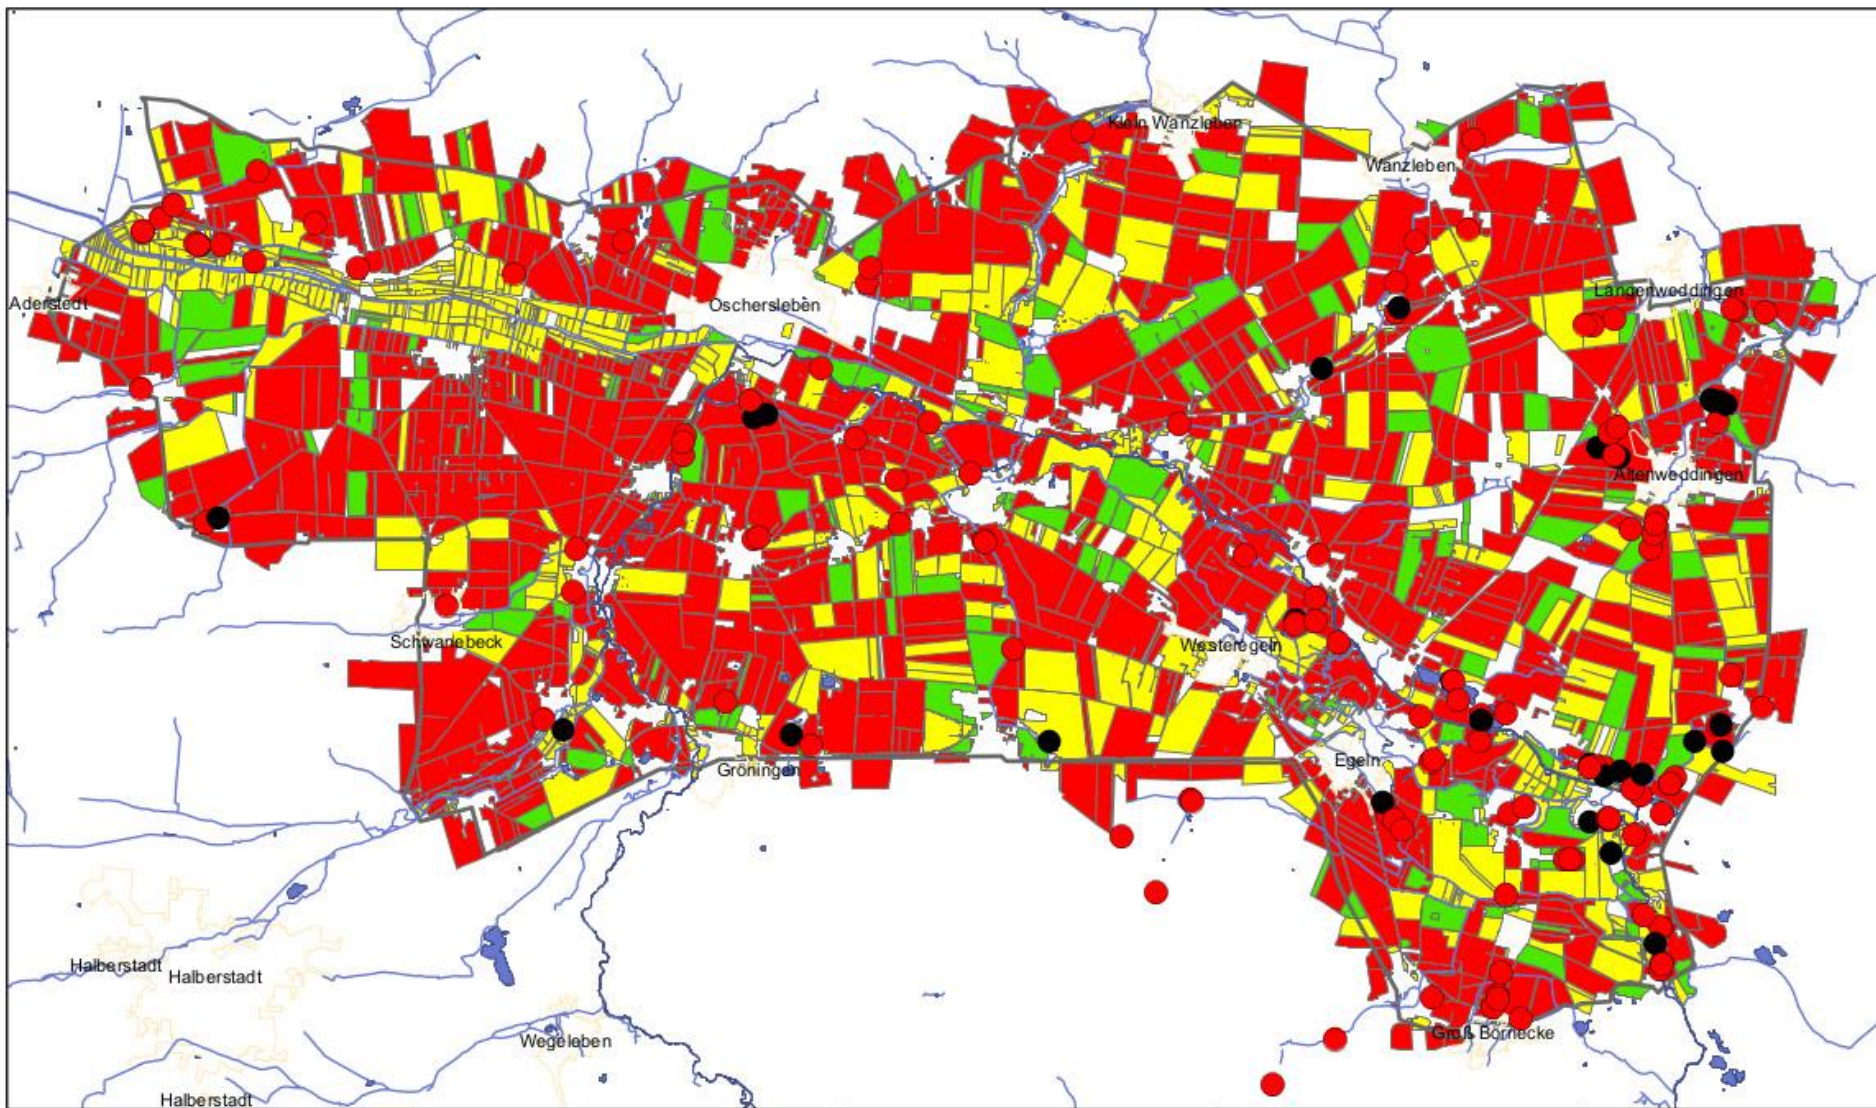 Klein Wanzleben
Wanzleben
Langenweddingen
Aderstedt
Oschersleben
Altenweddingen
Schwanebeck
Westeregeln
Egeln
Gröningen
Halberstadt
Halberstadt
Groß Börnecke
Wegeleben
Halberstadt